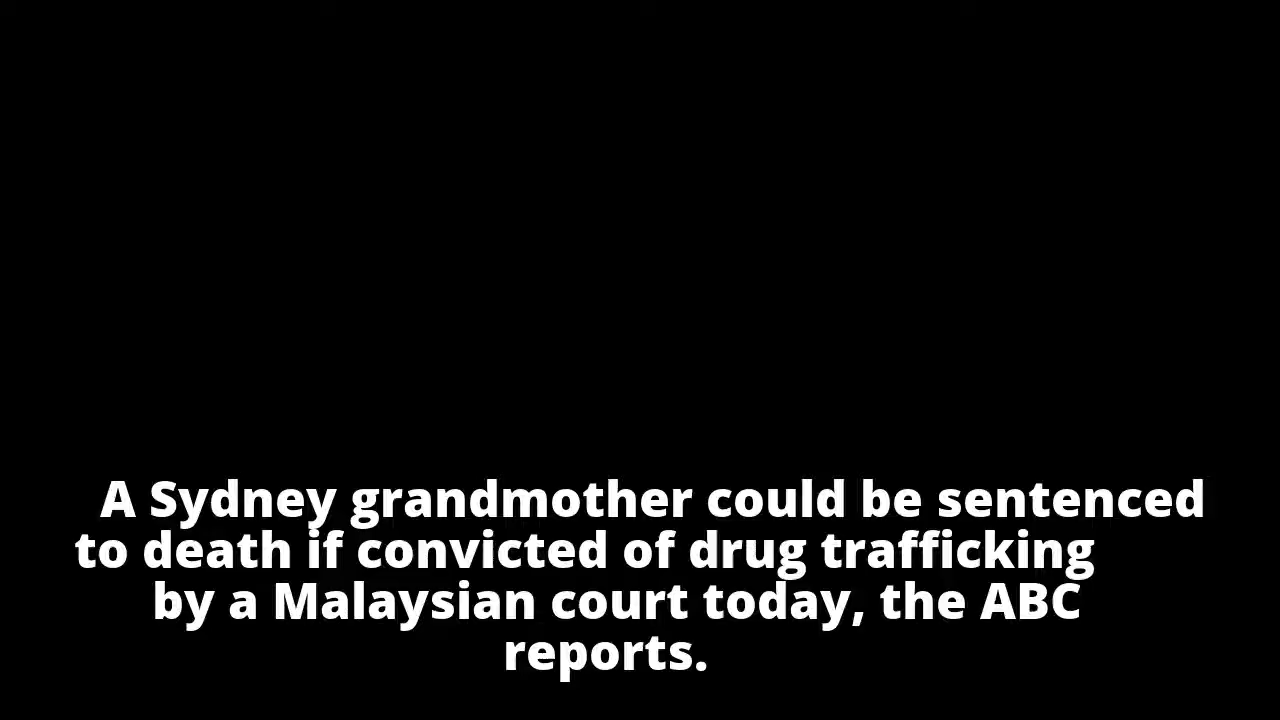 A Sydney grandmother could be sentenced
to death if convicted of drug trafficking
by a Malaysian court today, the ABC
reports.